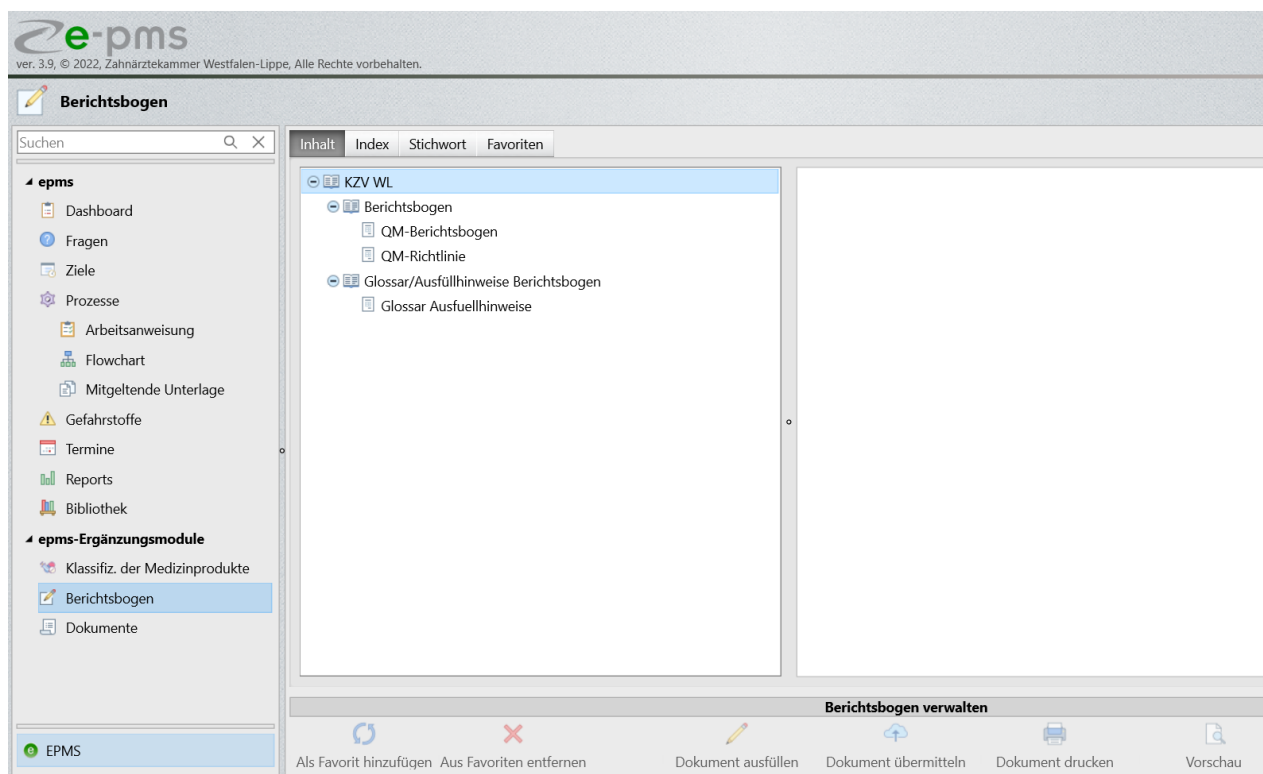 e-pms
ver. 3.9, © 2022, Zahnärztekammer Westfalen-Lippe, Alle Rechte vorbehalten.
Berichtsbogen
Suchen
epms
Dashboard
Fragen
Ziele
Prozesse
Arbeitsanweisung
Flowchart
Mitgeltende Unterlage
Gefahrstoffe
Termine
Reports
Bibliothek
epms-Ergänzungsmodule
Klassifiz. der Medizinprodukte
Berichtsbogen
Dokumente
EPMS
Inhalt Index Stichwort Favoriten
KZV WL
Berichtsbogen
QM-Berichtsbogen
QM-Richtlinie
Glossar/Ausfüllhinweise Berichtsbogen
Glossar Ausfuellhinweise
Berichtsbogen verwalten
Als Favorit hinzufügen Aus Favoriten entfernen Dokument ausfüllen Dokument übermitteln Dokument drucken Vorschau